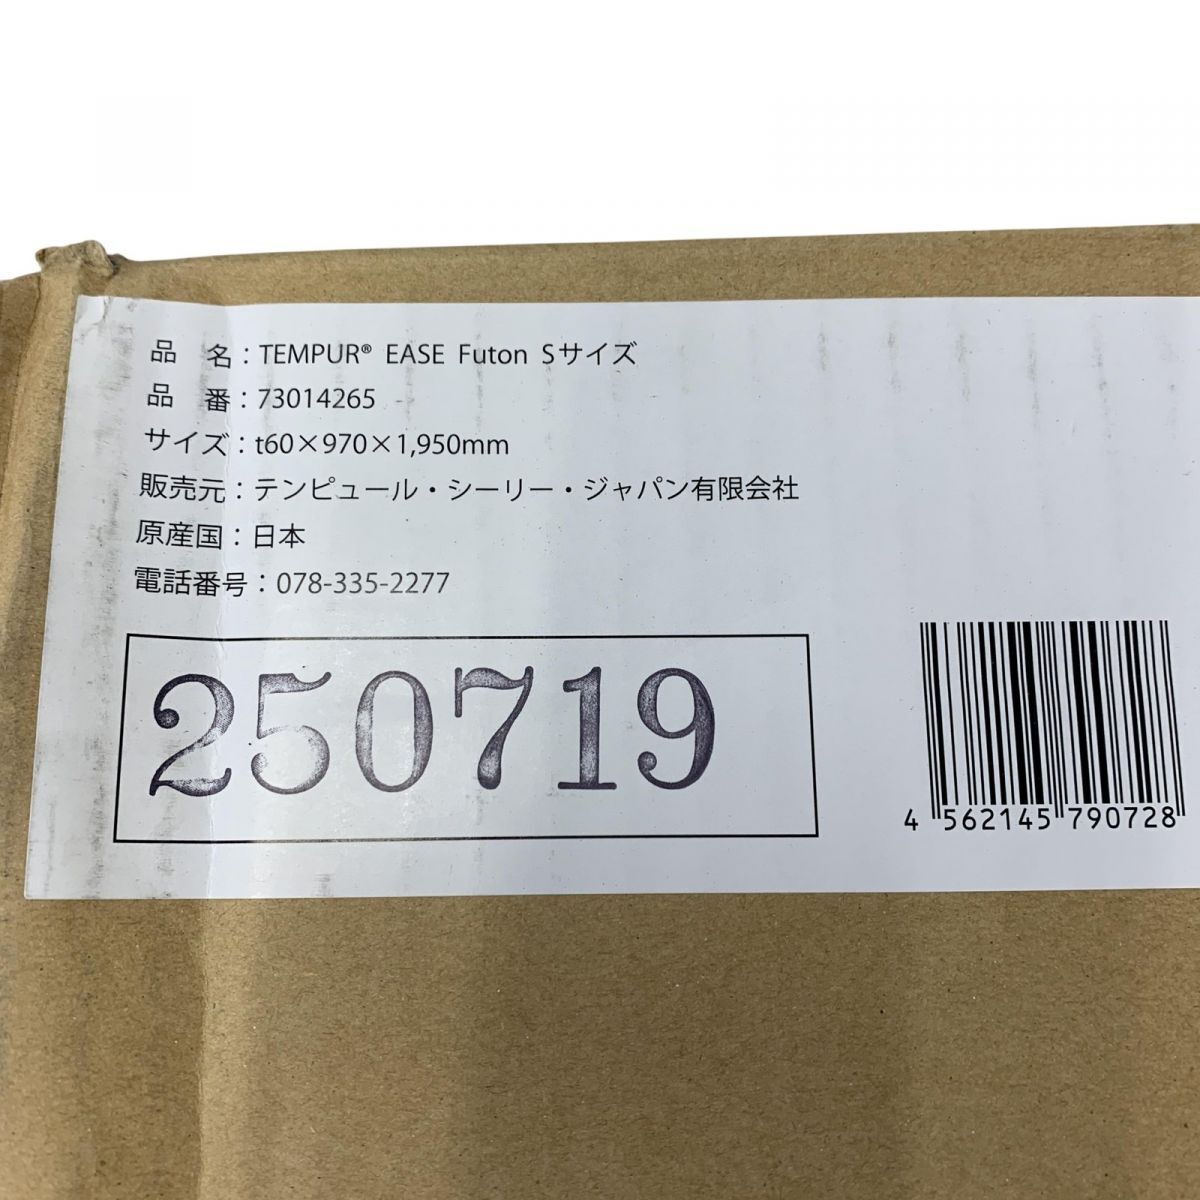 品　名：TEMPUR® EASE Futon Sサイズ
品　番：73014265
サイズ：t60×970×1,950mm
販売元：テンピュール・シーリー・ジャパン有限会社
原産国：日本
電話番号：078-335-2277
250719
4 562145 790728